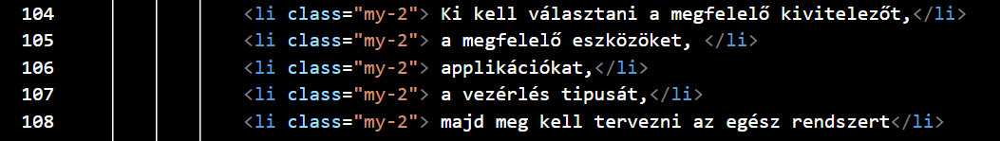 104 <li class="my-2"> Ki kell választani a megfelelő kivitelezőt,</li>
105 <li class="my-2"> a megfelelő eszközöket, </li>
106 <li class="my-2"> applikációkat,</li>
107 <li class="my-2"> a vezérlés tipusát,</li>
108 <li class="my-2"> majd meg kell tervezni az egész rendszert</li>